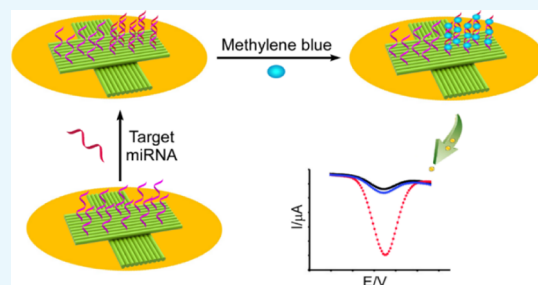 Methylene blue
Target
miRNA
I/μA
E/V